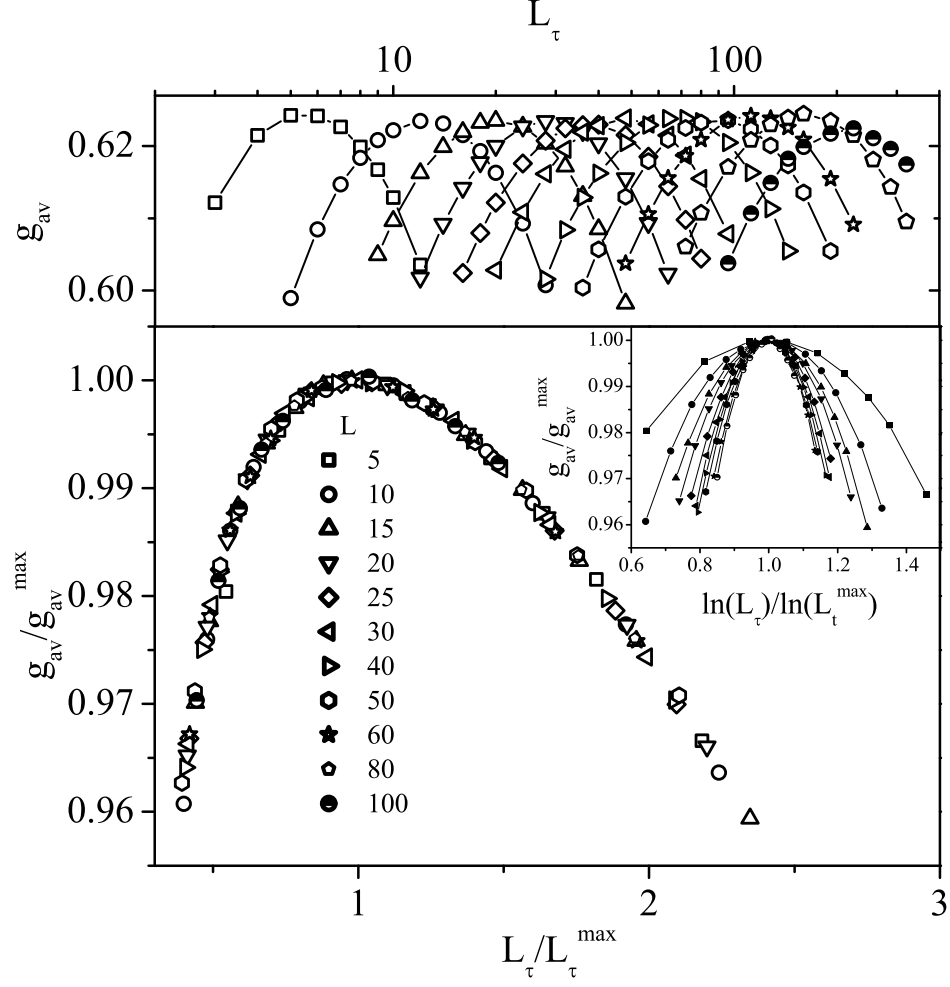 L_τ
10 100
0.62
0.60
g_av
1.00
0.99
0.98
0.97
0.96
g_av/g_av^max
L
5
10
15
20
25
30
40
50
60
80
100
1.00
0.99
0.98
0.97
0.96
g_av/g_av^max
0.6 0.8 1.0 1.2 1.4
ln(L_τ)/ln(L_t^max)
1 2 3
L_τ/L_τ^max